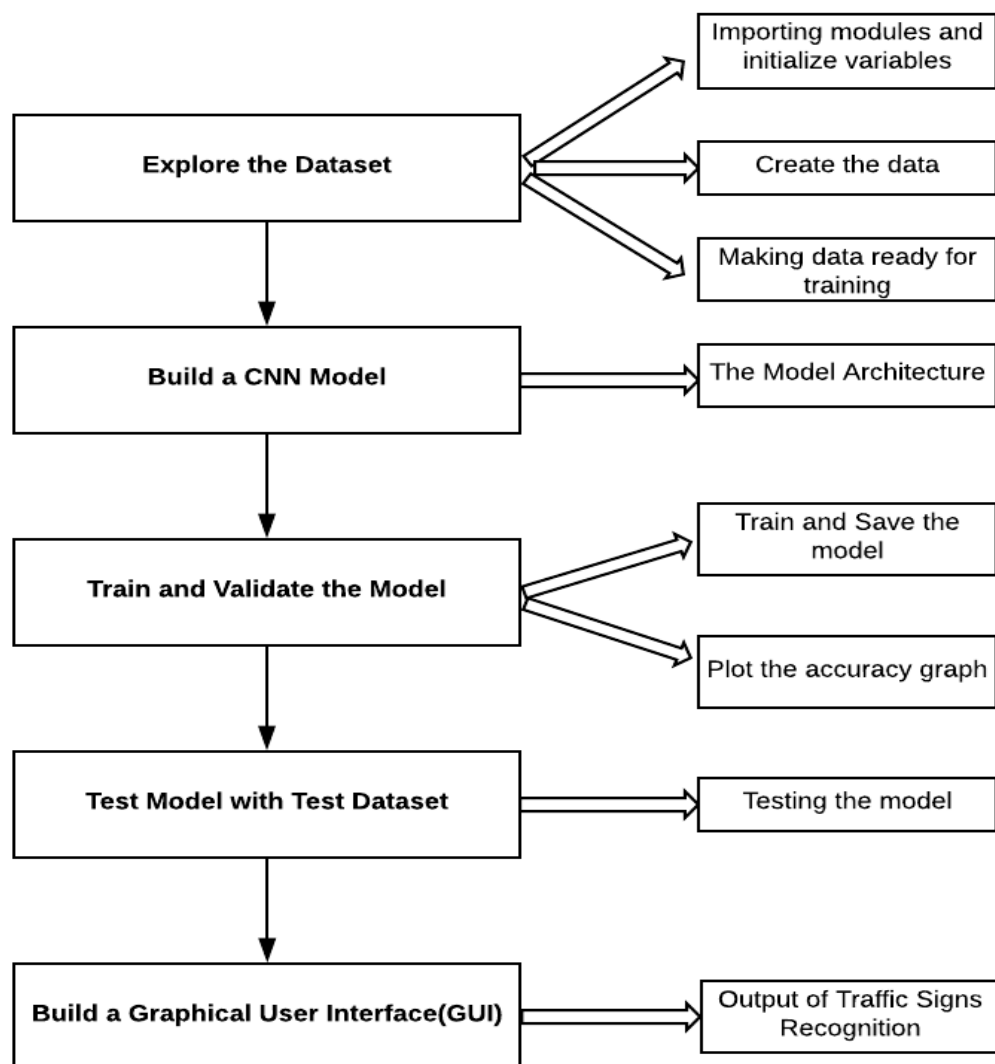 Importing modules and
initialize variables
Explore the Dataset
Create the data
Making data ready for
training
Build a CNN Model
The Model Architecture
Train and Save the
model
Train and Validate the Model
Plot the accuracy graph
Test Model with Test Dataset
Testing the model
Build a Graphical User Interface(GUI)
Output of Traffic Signs
Recognition